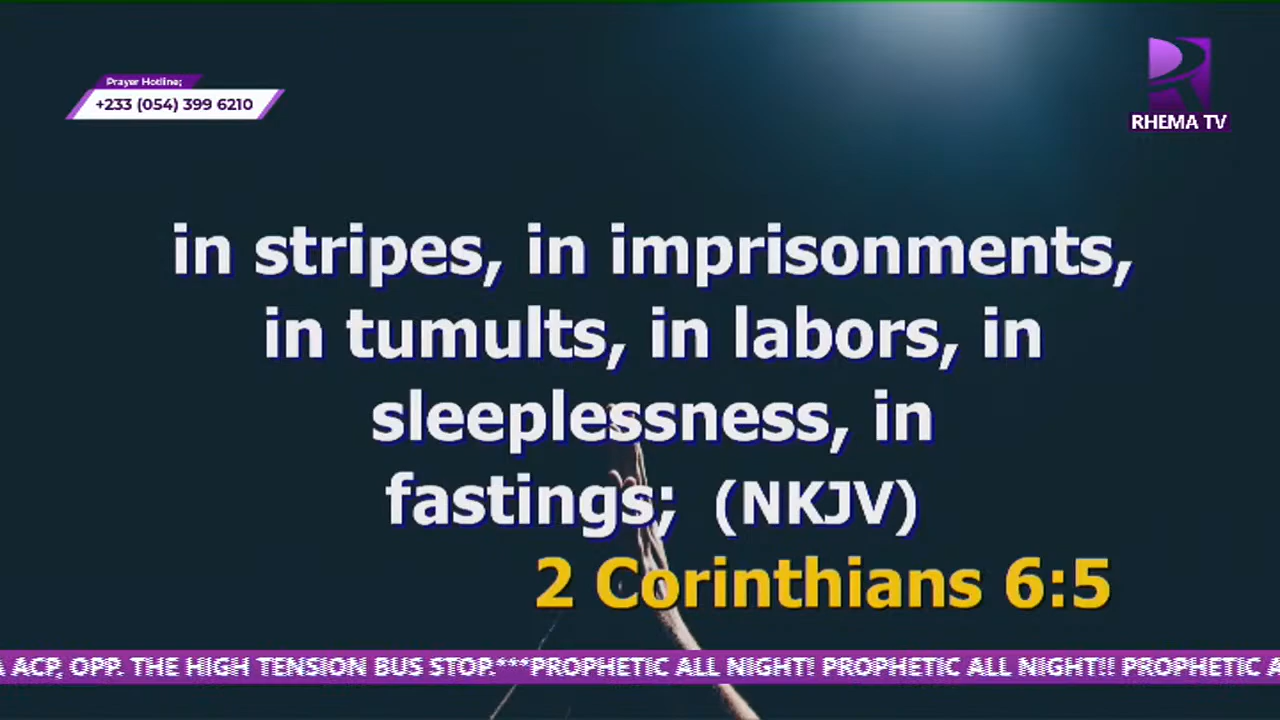 Prayer Hotline;
+233 (054) 399 6210
RHEMA TV
in stripes, in imprisonments,
in tumults, in labors, in
sleeplessness, in
fastings; (NKJV)
2 Corinthians 6:5
A ACP, OPP. THE HIGH TENSION BUS STOP.***PROPHETIC ALL NIGHT! PROPHETIC ALL NIGHT!! PROPHETIC A